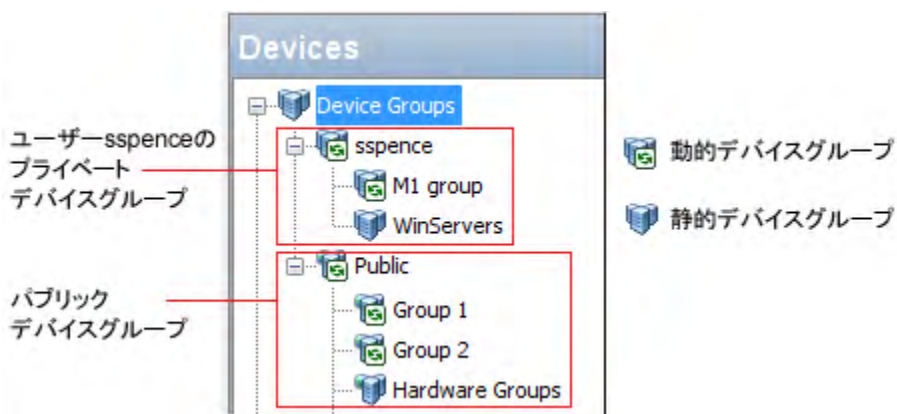 Devices
Device Groups
ユーザーsspenceの
プライベート
デバイスグループ
sspence
M1 group
WinServers
パブリック
デバイスグループ
Public
Group 1
Group 2
Hardware Groups
動的デバイスグループ
静的デバイスグループ